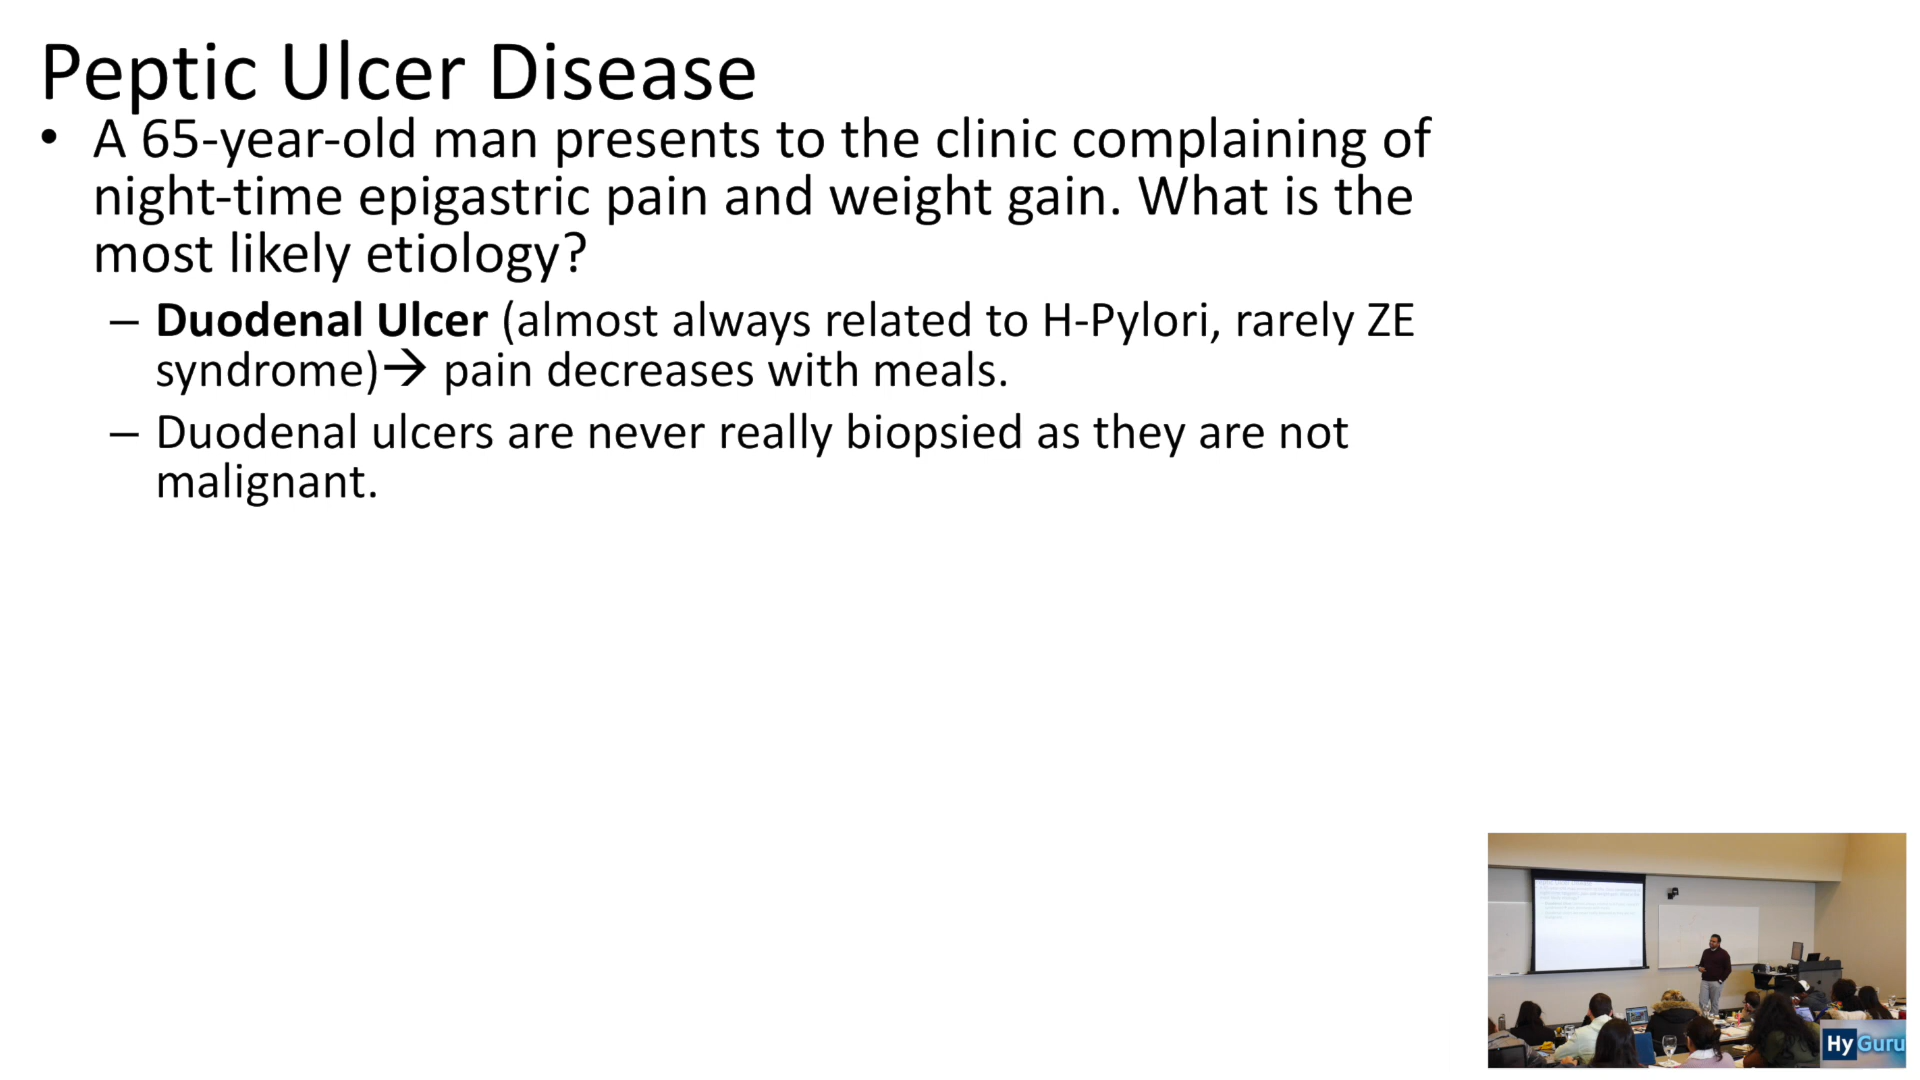 Peptic Ulcer Disease
• A 65-year-old man presents to the clinic complaining of
night-time epigastric pain and weight gain. What is the
most likely etiology?
– Duodenal Ulcer (almost always related to H-Pylori, rarely ZE
syndrome)→ pain decreases with meals.
– Duodenal ulcers are never really biopsied as they are not
malignant.
HyGuru